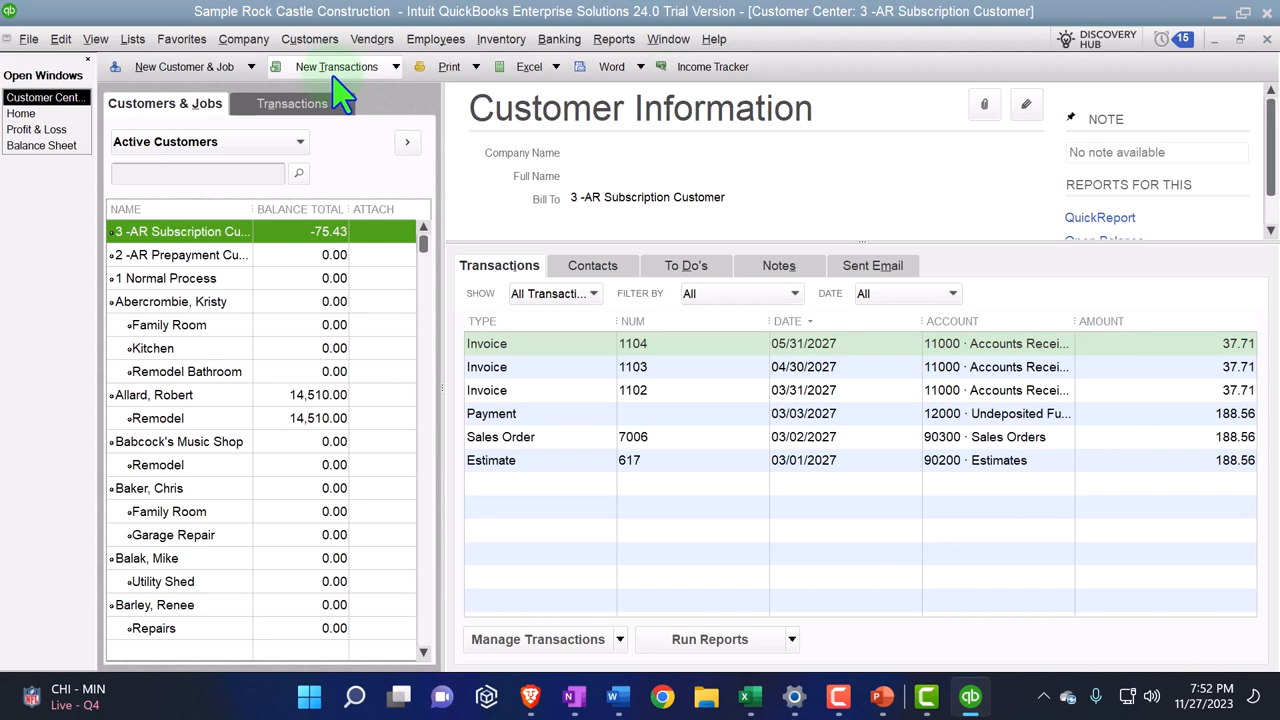 Sample Rock Castle Construction - Intuit QuickBooks Enterprise Solutions 24.0 Trial Version - [Customer Center: 3 -AR Subscription Customer]
File Edit View Lists Favorites Company Customers Vendors Employees Inventory Banking Reports Window Help DISCOVERY HUB 15
Open Windows
Customer Cent...
Home
Profit & Loss
Balance Sheet
New Customer & Job New Transactions Print Excel Word Income Tracker
Customers & Jobs Transactions
Active Customers
NAME BALANCE TOTAL ATTACH
3 -AR Subscription Cu... -75.43
2 -AR Prepayment Cu... 0.00
1 Normal Process 0.00
Abercrombie, Kristy 0.00
Family Room 0.00
Kitchen 0.00
Remodel Bathroom 0.00
Allard, Robert 14,510.00
Remodel 14,510.00
Babcock's Music Shop 0.00
Remodel 0.00
Baker, Chris 0.00
Family Room 0.00
Garage Repair 0.00
Balak, Mike 0.00
Utility Shed 0.00
Barley, Renee 0.00
Repairs 0.00
Customer Information
Company Name
Full Name
Bill To 3 -AR Subscription Customer
NOTE
No note available
REPORTS FOR THIS
QuickReport
Transactions Contacts To Do's Notes Sent Email
SHOW All Transacti... FILTER BY All DATE All
TYPE NUM DATE ACCOUNT AMOUNT
Invoice 1104 05/31/2027 11000 · Accounts Recei... 37.71
Invoice 1103 04/30/2027 11000 · Accounts Recei... 37.71
Invoice 1102 03/31/2027 11000 · Accounts Recei... 37.71
Payment 03/03/2027 12000 · Undeposited Fu... 188.56
Sales Order 7006 03/02/2027 90300 · Sales Orders 188.56
Estimate 617 03/01/2027 90200 · Estimates 188.56
Manage Transactions Run Reports
CHI - MIN
Live - Q4
7:52 PM
11/27/2023